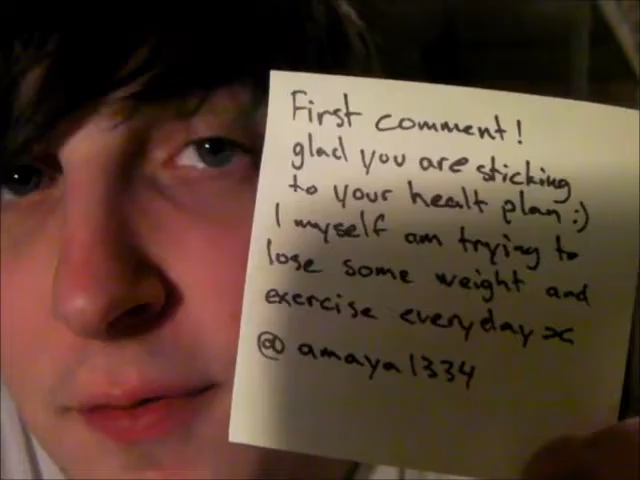 First comment!
glad you are sticking
to your healt plan :)
I myself am trying to
lose some weight and
exercise everyday x
@ amaya1334